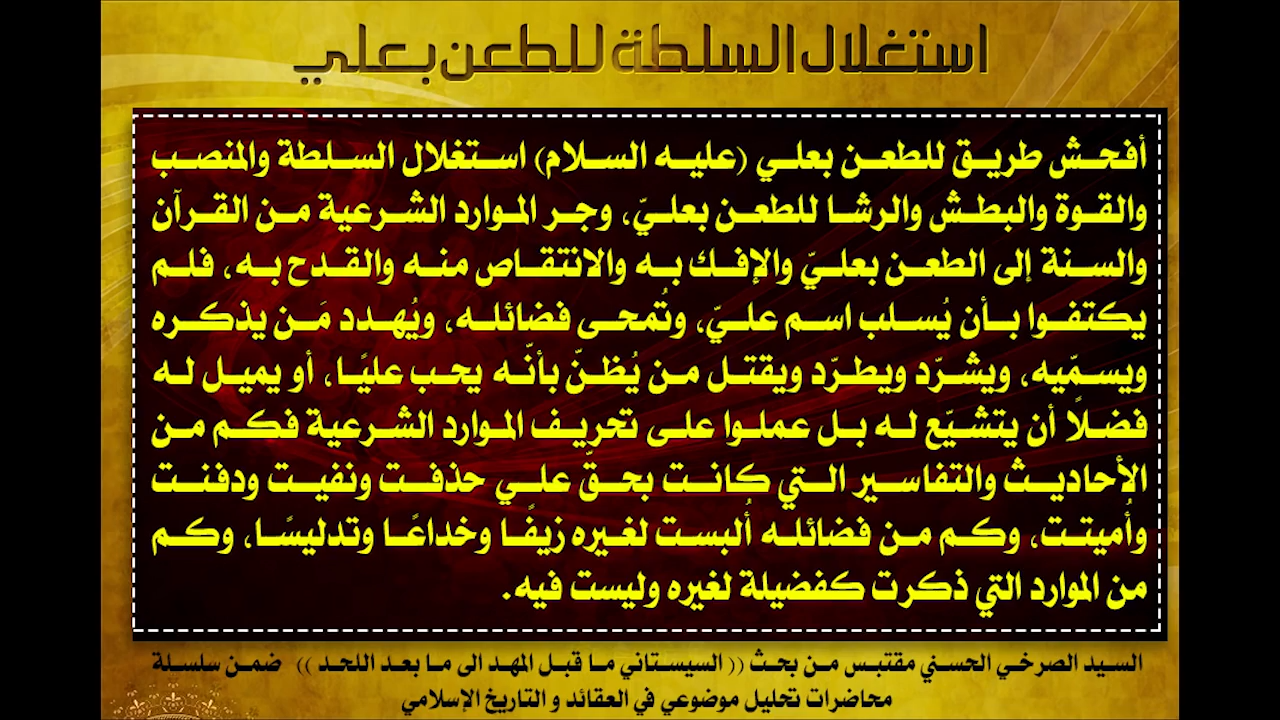 استغلال السلطة للطعن بعلي
أفحش طريق للطعن بعلي (عليه السلام) استغلال السلطة والمنصب
والقوة والبطش والرشا للطعن بعليّ، وجر الموارد الشرعية من القرآن
والسنة إلى الطعن بعليّ والإفك به والانتقاص منه والقدح به، فلم
يكتفوا بأن يُسلب اسم عليّ، وتُمحى فضائله، ويُهدد مَن يذكره
ويسمّيه، ويشرّد ويطرّد ويقتل من يُظنّ بأنّه يحب عليًا، أو يميل له
فضلًا أن يتشيّع له بل عملوا على تحريف الموارد الشرعية فكم من
الأحاديث والتفاسير التي كانت بحقّ علي حذفت ونفيت ودفنت
وأُميتت، وكم من فضائله أُلبست لغيره زيفًا وخداعًا وتدليسًا، وكم
من الموارد التي ذكرت كفضيلة لغيره وليست فيه.
السيد الصرخي الحسني مقتبس من بحث (( السيستاني ما قبل المهد الى ما بعد اللحد )) ضمن سلسلة
محاضرات تحليل موضوعي في العقائد و التاريخ الإسلامي